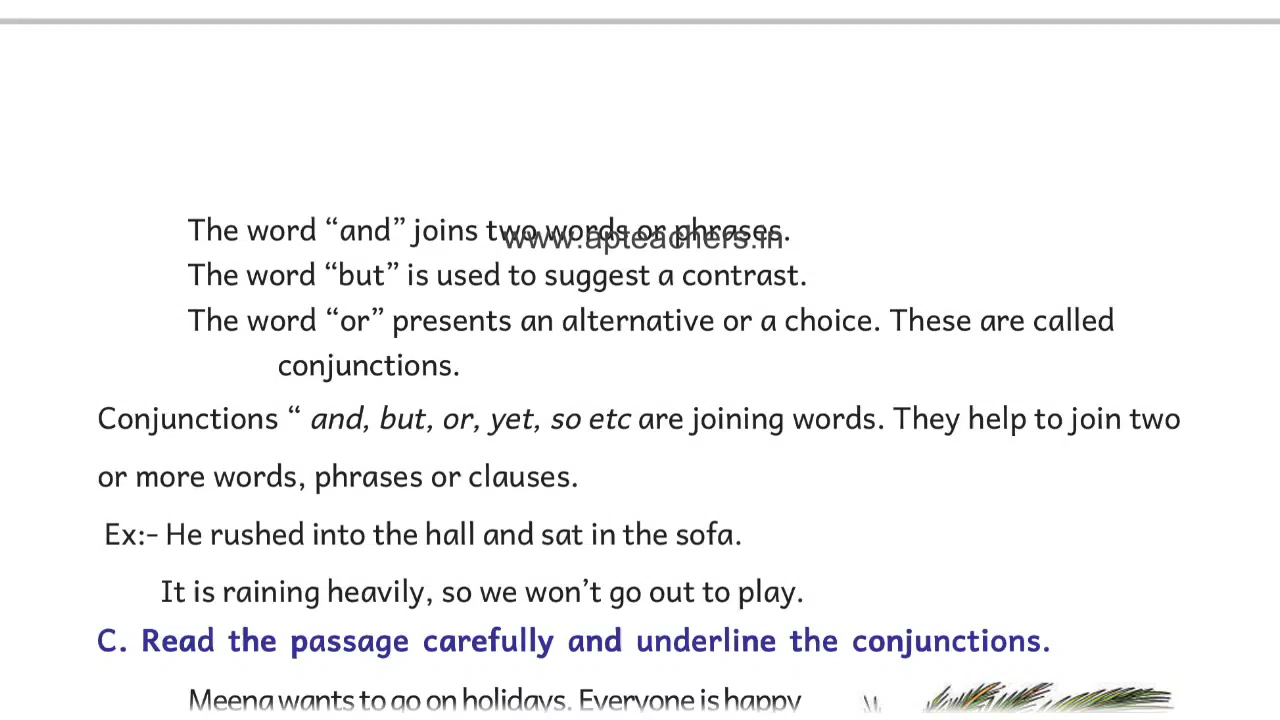 The word “and” joins two words or phrases.
www.apteachers.in
The word “but” is used to suggest a contrast.
The word “or” presents an alternative or a choice. These are called
conjunctions.
Conjunctions “ and, but, or, yet, so etc are joining words. They help to join two
or more words, phrases or clauses.
Ex:- He rushed into the hall and sat in the sofa.
It is raining heavily, so we won’t go out to play.
C. Read the passage carefully and underline the conjunctions.
Meena wants to go on holidays. Everyone is happy